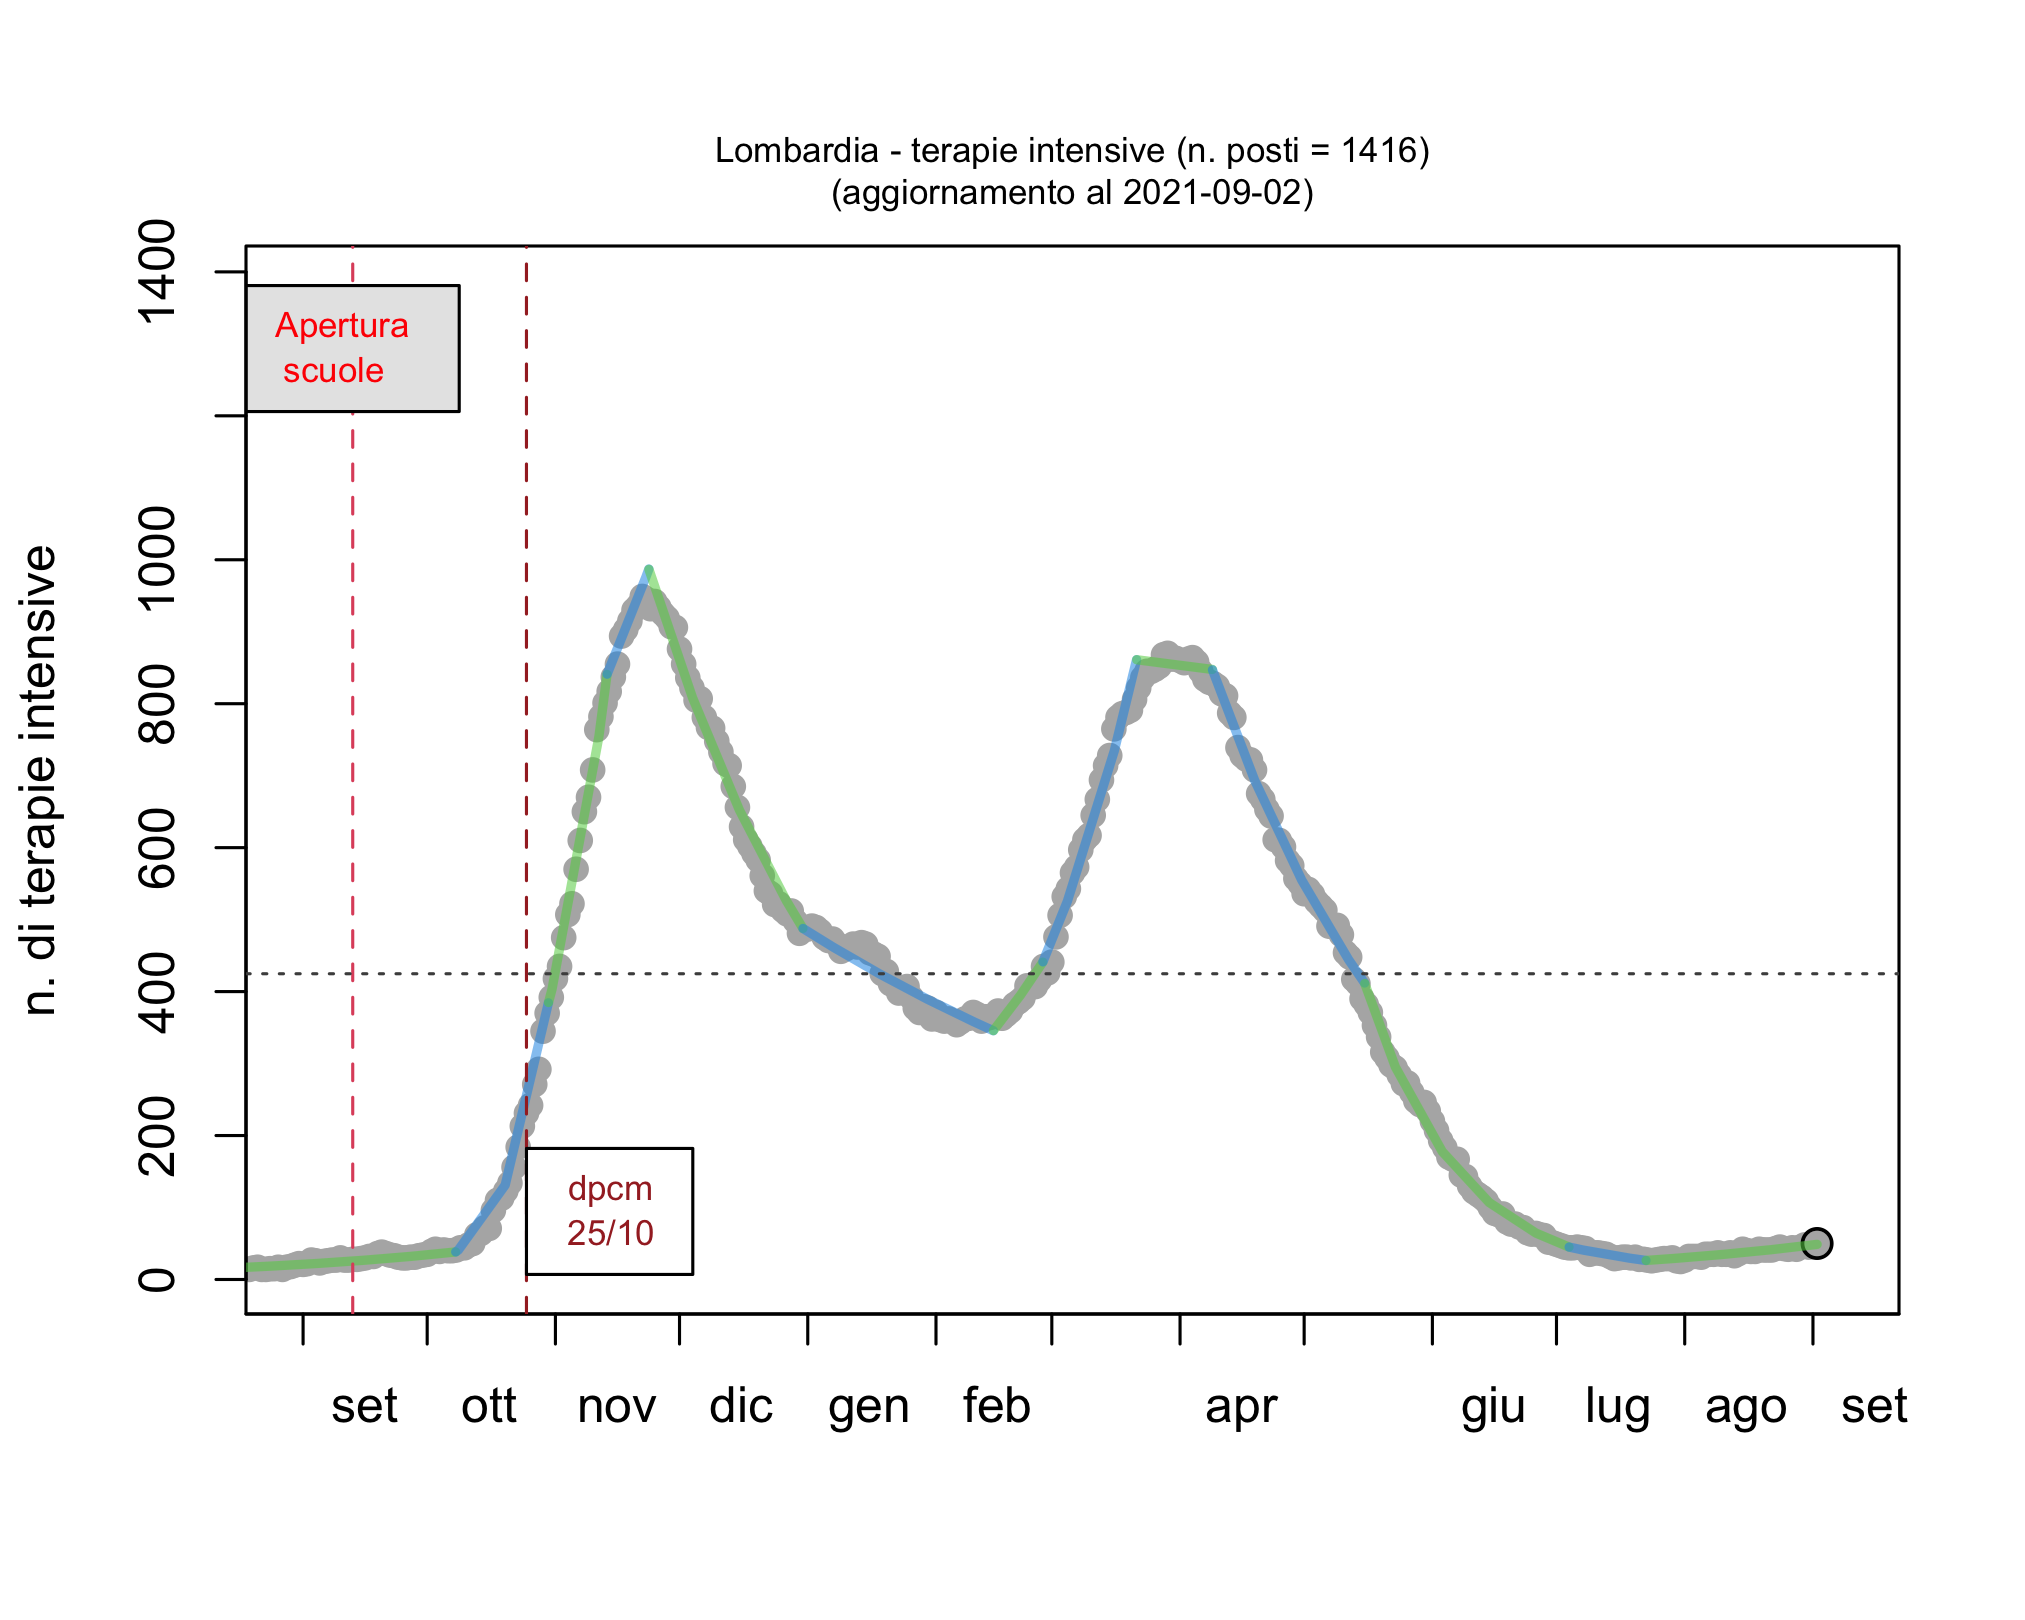 Lombardia - terapie intensive (n. posti = 1416)
(aggiornamento al 2021-09-02)
n. di terapie intensive
1400
1000
800
600
400
200
0
Apertura
scuole
dpcm
25/10
set ott nov dic gen feb apr giu lug ago set